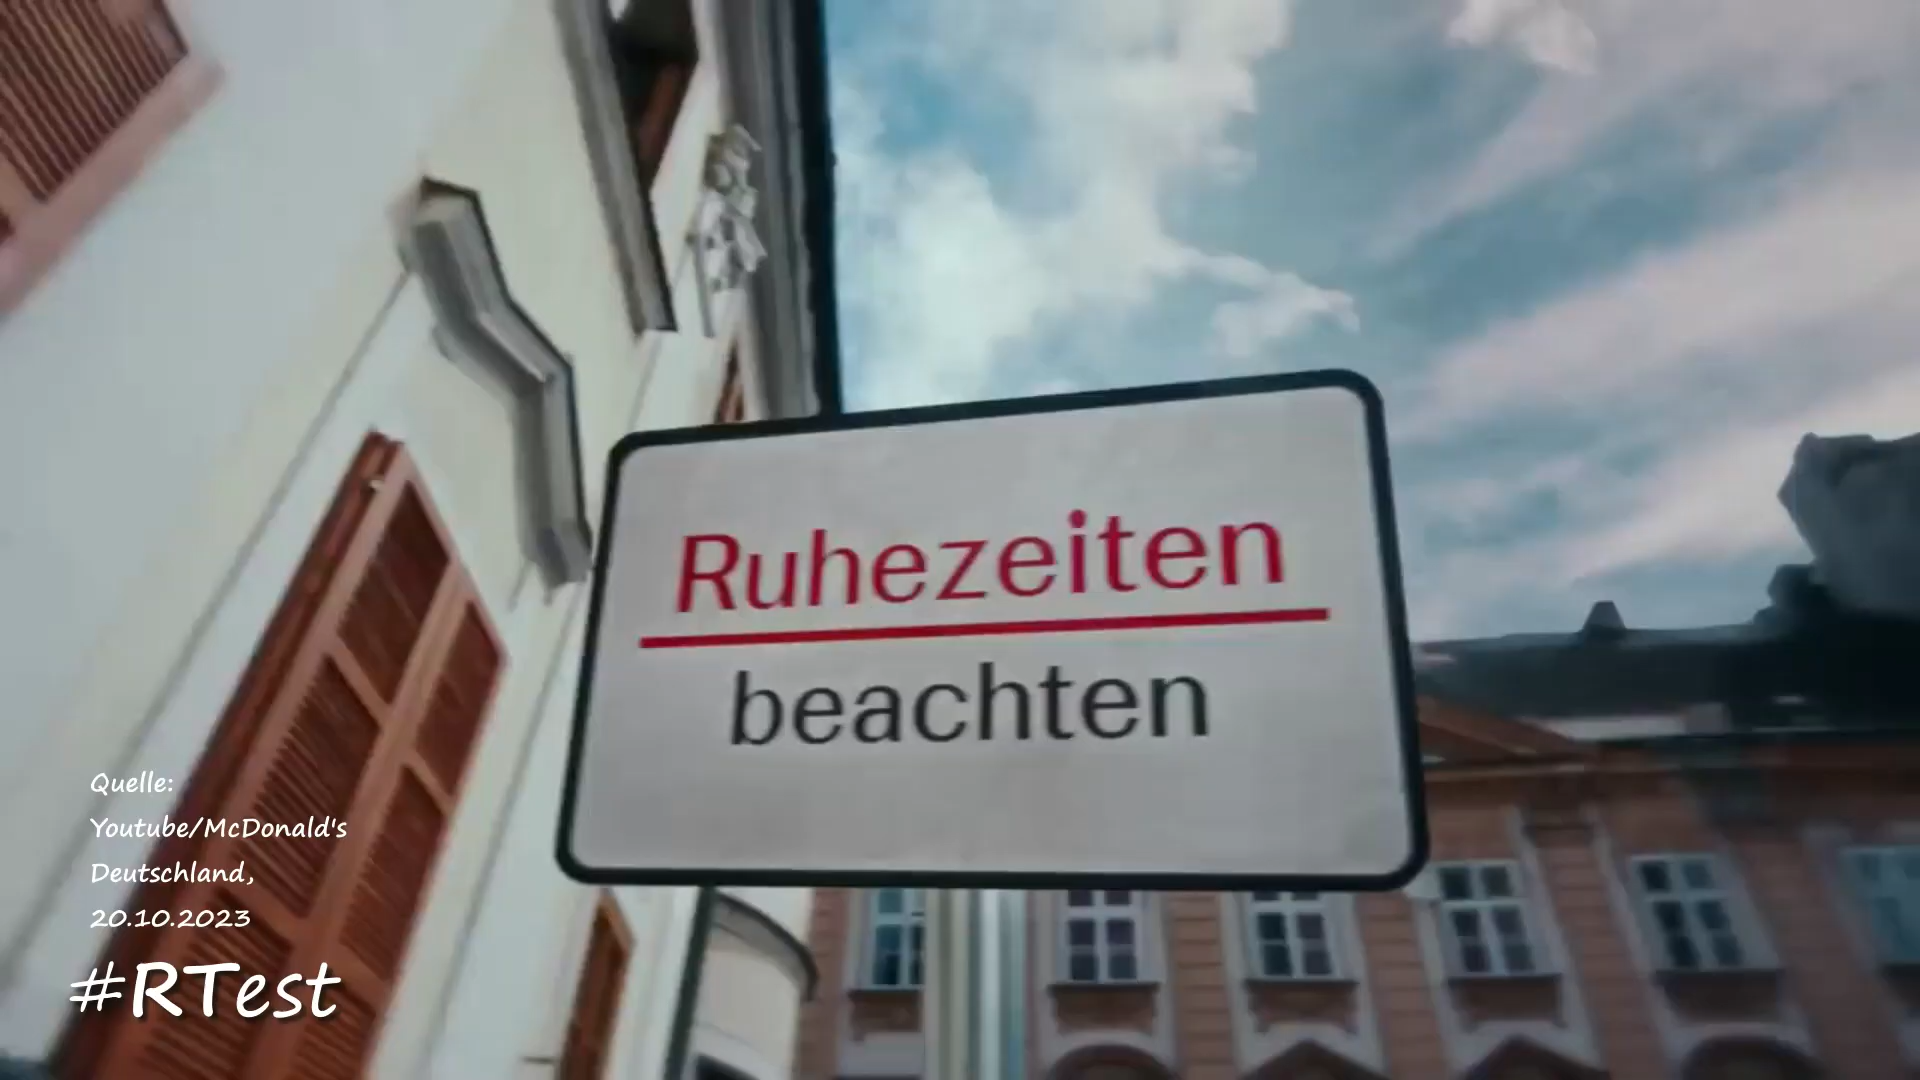 Ruhezeiten
beachten
Quelle:
Youtube/McDonald's
Deutschland,
20.10.2023
#RTest